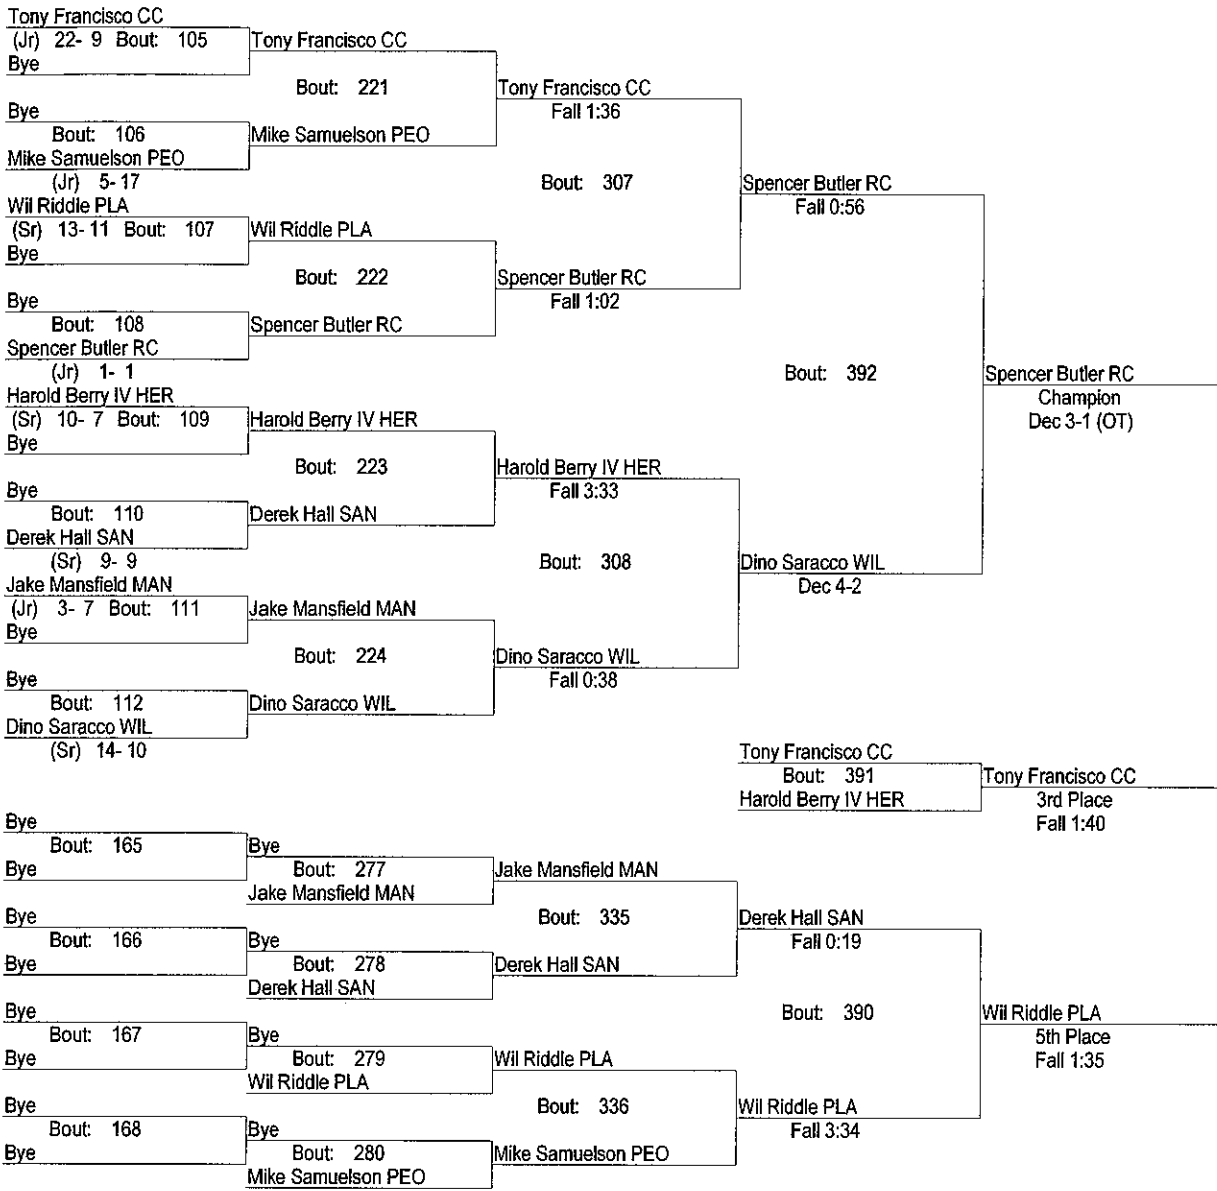 Tony Francisco CC
(Jr) 22- 9 Bout: 105
Bye
Tony Francisco CC
Bout: 221
Bye
Bout: 106
Mike Samuelson PEO
(Jr) 5- 17
Mike Samuelson PEO
Tony Francisco CC
Fall 1:36
Bout: 307
Wil Riddle PLA
(Sr) 13- 11 Bout: 107
Bye
Wil Riddle PLA
Bout: 222
Bye
Bout: 108
Spencer Butler RC
(Jr) 1- 1
Spencer Butler RC
Spencer Butler RC
Fall 1:02
Spencer Butler RC
Fall 0:56
Bout: 392
Spencer Butler RC
Champion
Dec 3-1 (OT)
Harold Berry IV HER
(Sr) 10- 7 Bout: 109
Bye
Harold Berry IV HER
Bout: 223
Bye
Bout: 110
Derek Hall SAN
(Sr) 9- 9
Derek Hall SAN
Harold Berry IV HER
Fall 3:33
Bout: 308
Jake Mansfield MAN
(Jr) 3- 7 Bout: 111
Bye
Jake Mansfield MAN
Bout: 224
Bye
Bout: 112
Dino Saracco WIL
(Sr) 14- 10
Dino Saracco WIL
Dino Saracco WIL
Fall 0:38
Dino Saracco WIL
Dec 4-2
Tony Francisco CC
Bout: 391
Harold Berry IV HER
Tony Francisco CC
3rd Place
Fall 1:40
Bye
Bout: 165
Bye
Bye
Bout: 277
Jake Mansfield MAN
Jake Mansfield MAN
Bout: 335
Bye
Bout: 166
Bye
Bye
Bout: 278
Derek Hall SAN
Derek Hall SAN
Derek Hall SAN
Fall 0:19
Bout: 390
Bye
Bout: 167
Bye
Bye
Bout: 279
Wil Riddle PLA
Wil Riddle PLA
Bout: 336
Bye
Bout: 168
Bye
Bye
Bout: 280
Mike Samuelson PEO
Mike Samuelson PEO
Wil Riddle PLA
Fall 3:34
Wil Riddle PLA
5th Place
Fall 1:35